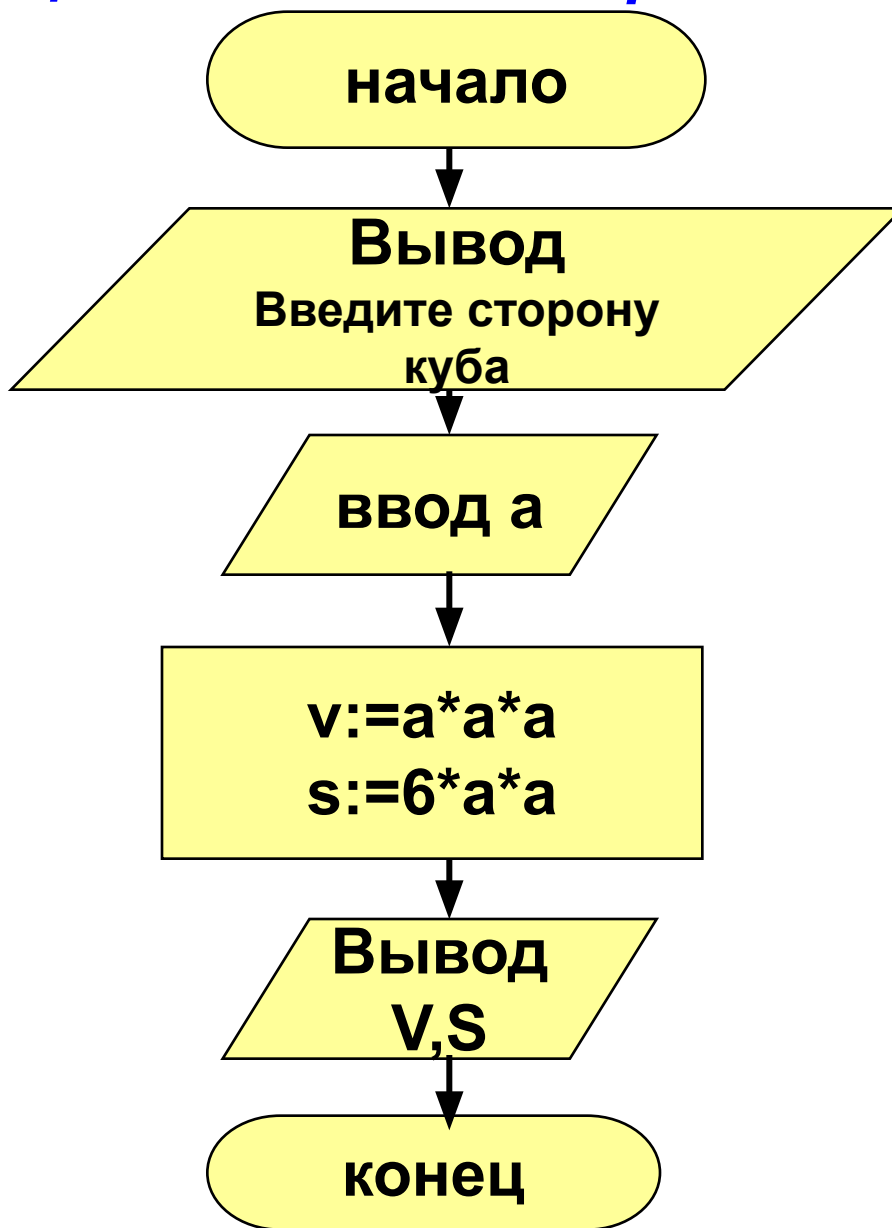 начало
Вывод
Введите сторону
куба
ввод a
v:=a*a*a
s:=6*a*a
Вывод
V,S
конец